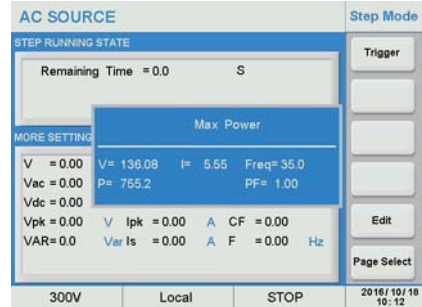 AC SOURCE
Step Mode
STEP RUNNING STATE
Trigger
Remaining Time =0.0 S
Max Power
MORE SETTING
V = 0.00 V= 136.08 I= 5.55 Freq= 35.0
Vac = 0.00 P= 755.2 PF= 1.00
Vdc = 0.00
Vpk = 0.00 V Ipk = 0.00 A CF = 0.00
Edit
VAR= 0.0 Var Is = 0.00 A F = 0.00 Hz
Page Select
300V Local STOP
2016/10/18
10:12